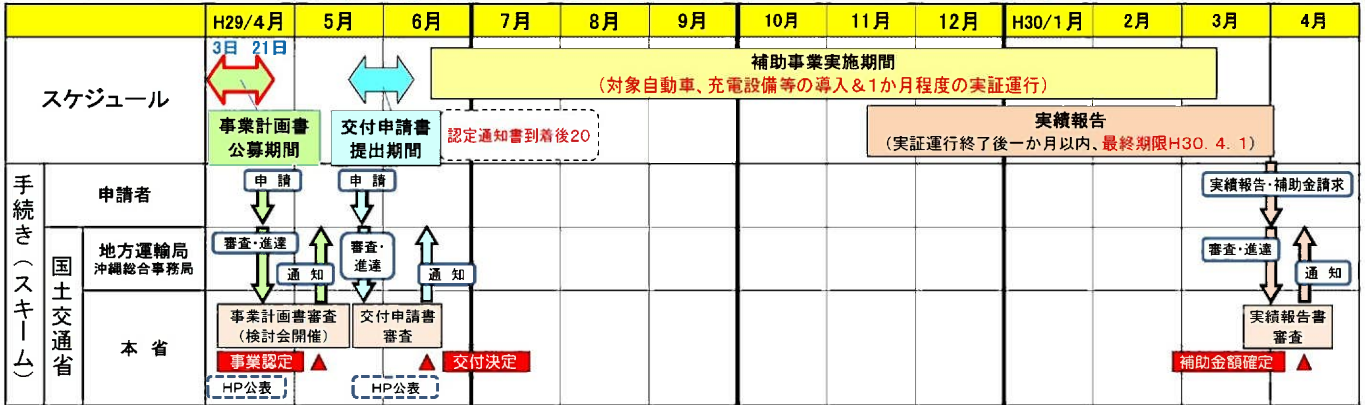 H29/4月 5月 6月 7月 8月 9月 10月 11月 12月 H30/1月 2月 3月 4月
スケジュール
3日 21日
事業計画書
公募期間
交付申請書
提出期間
認定通知書到着後20
補助事業実施期間
(対象自動車、充電設備等の導入&1か月程度の実証運行)
実績報告
(実証運行終了後一か月以内、最終期限H30.4.1)
手続き(スキーム)
申請者
申請
申請
実績報告・補助金請求
国土交通省
地方運輸局
沖縄総合事務局
審査・進達
通知
審査・
進達
通知
審査・進達
通知
本省
事業計画書審査
(検討会開催)
交付申請書
審査
実績報告書
審査
事業認定
交付決定
補助金額確定
HP公表
HP公表